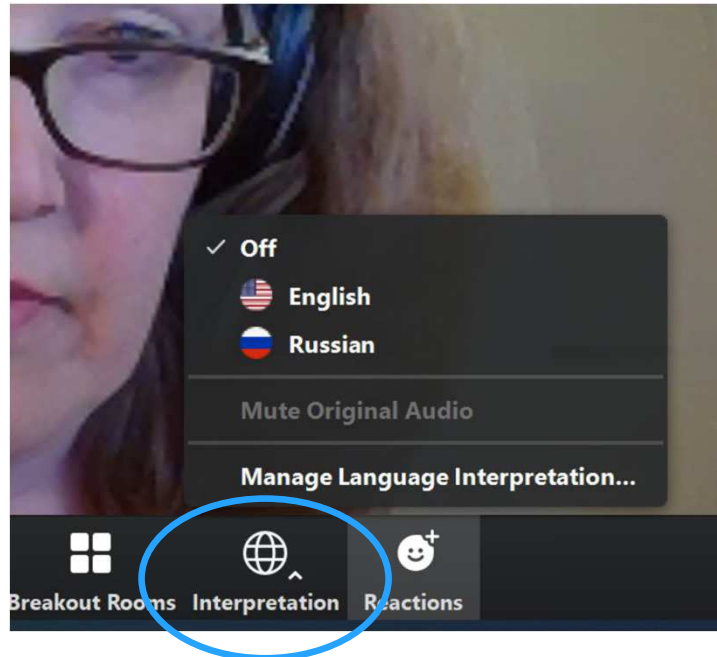 Off
English
Russian
Mute Original Audio
Manage Language Interpretation...
Breakout Rooms Interpretation Reactions